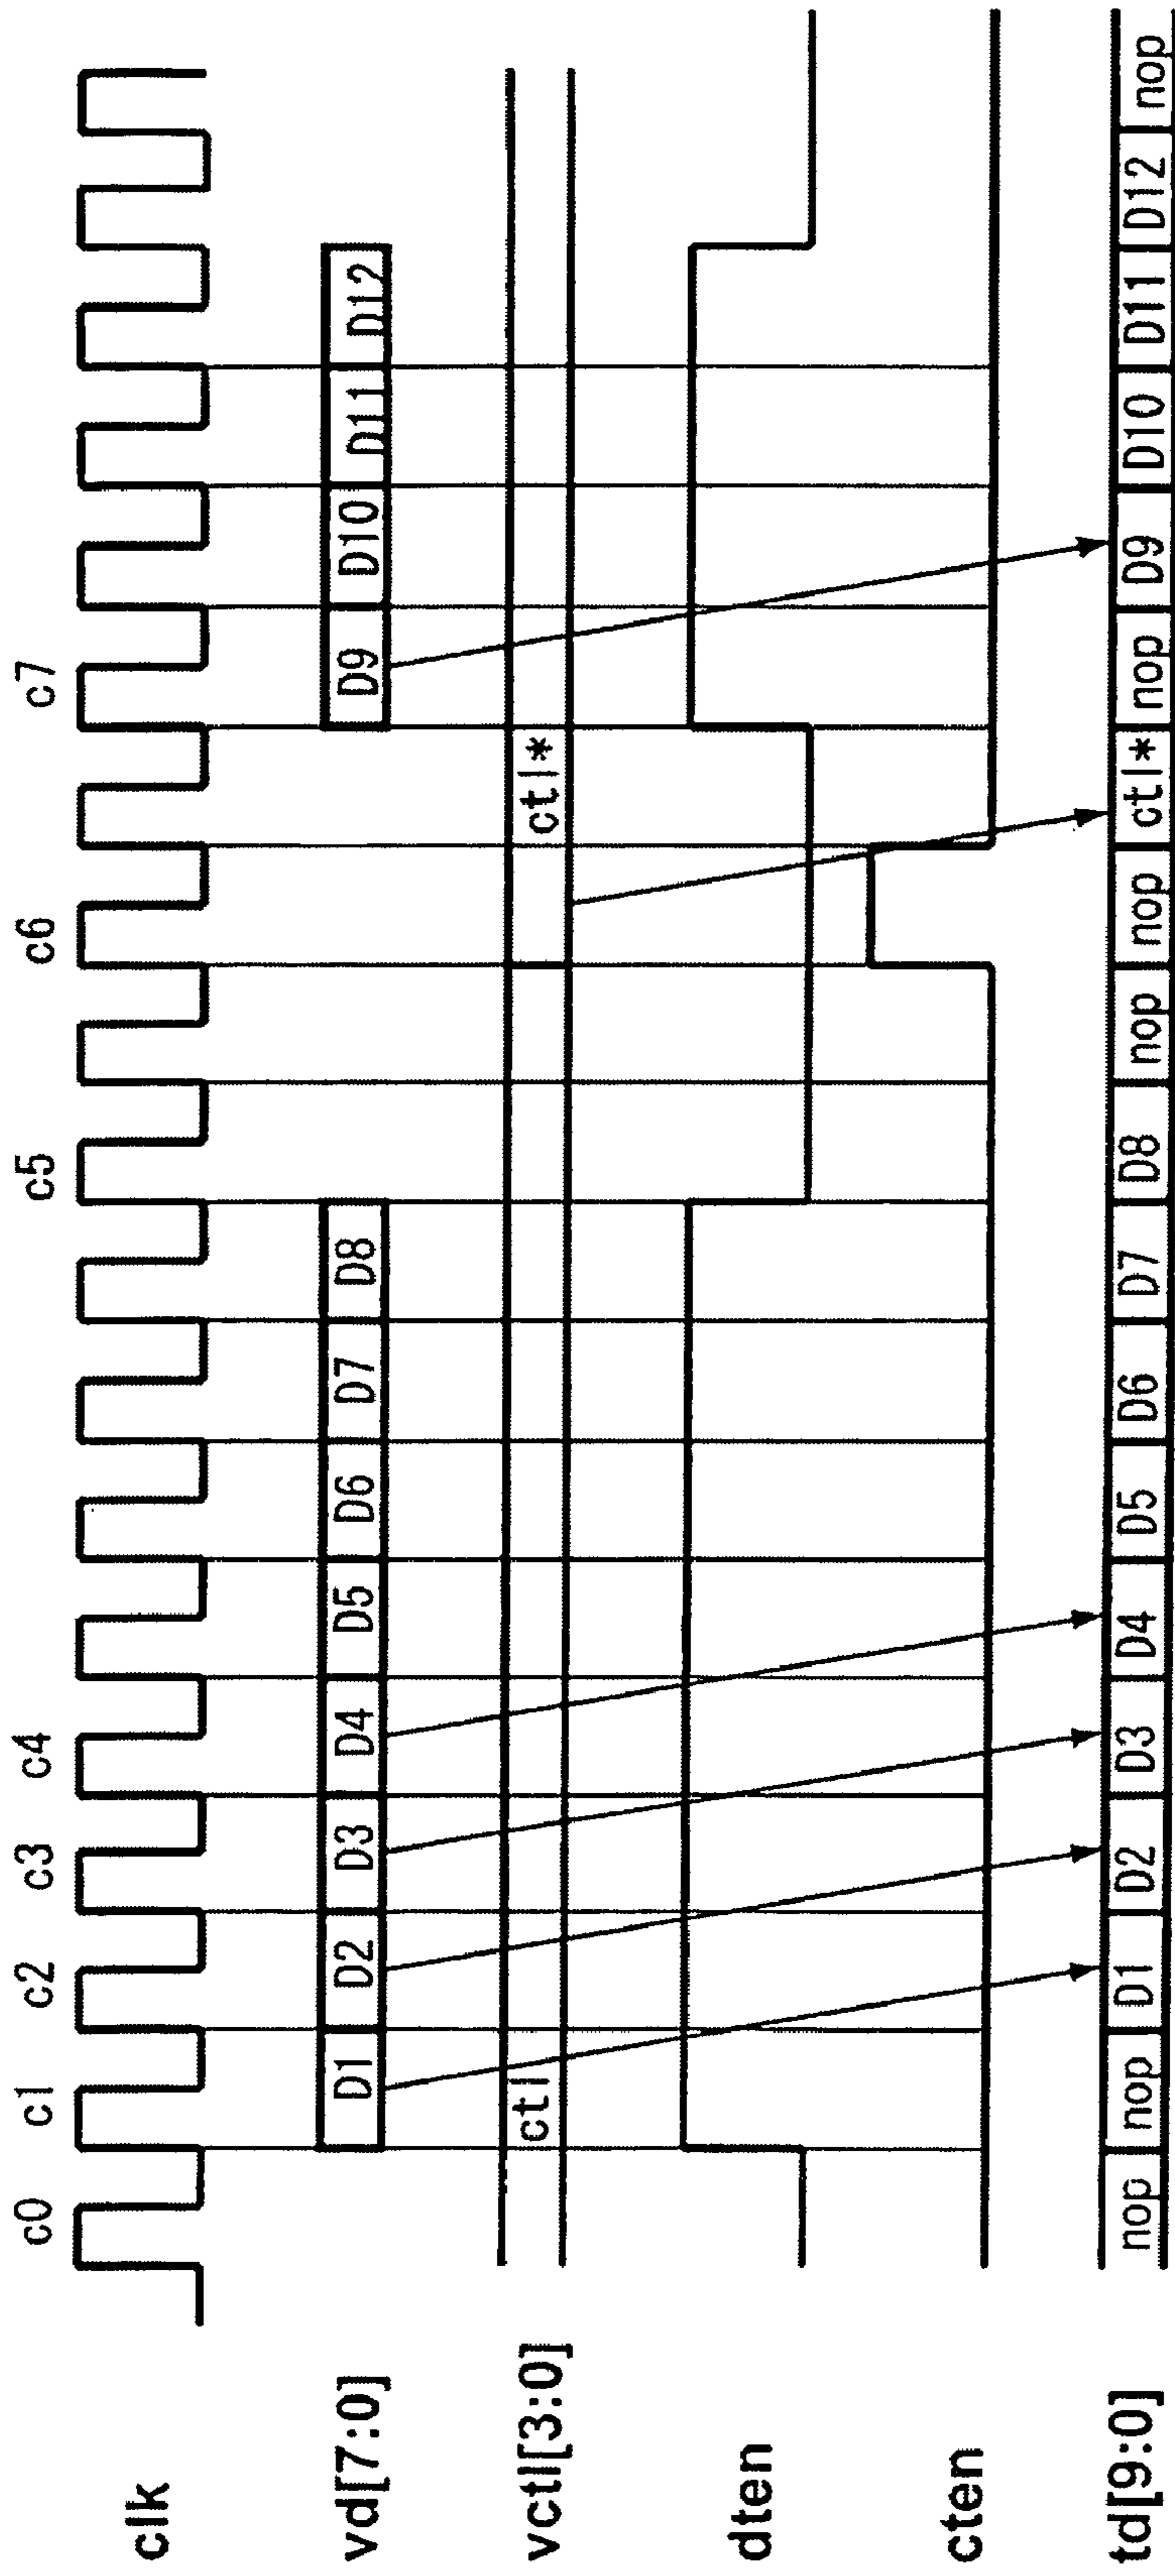 c0 c1 c2 c3 c4 c5 c6 c7
clk
vd[7:0] D1 D2 D3 D4 D5 D6 D7 D8 D9 D10 D11 D12
vctl[3:0] ctl ctl*
dten
cten
td[9:0] nop nop D1 D2 D3 D4 D5 D6 D7 D8 nop nop ctl* nop D9 D10 D11 D12 nop